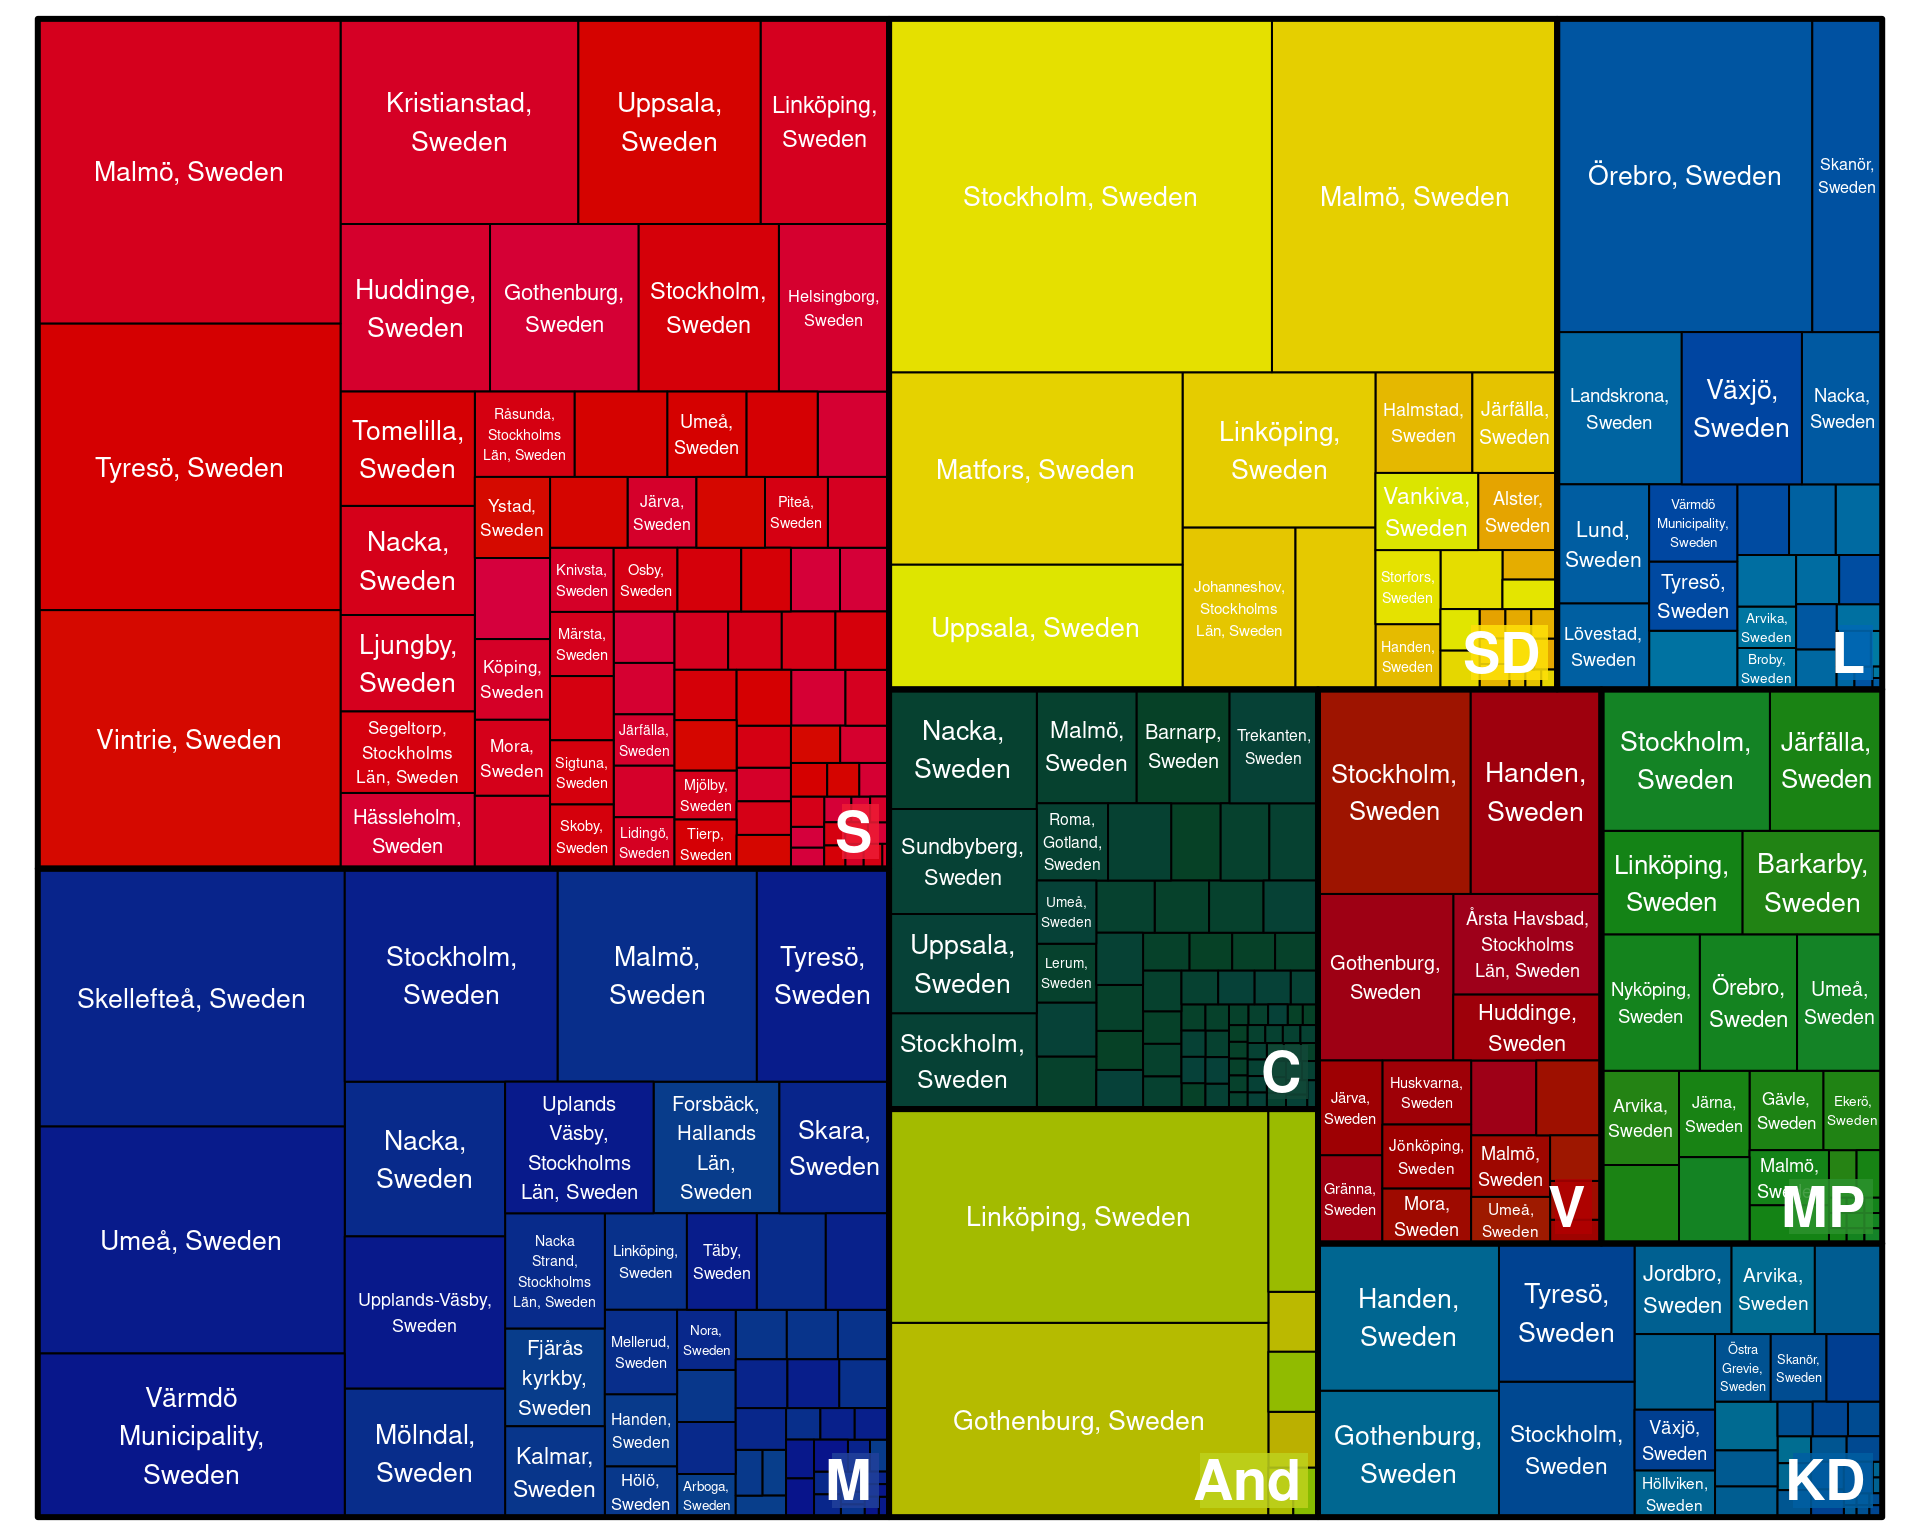 Malmö, Sweden
Tyresö, Sweden
Vintrie, Sweden
Kristianstad,
Sweden
Uppsala,
Sweden
Linköping,
Sweden
Huddinge,
Sweden
Gothenburg,
Sweden
Stockholm,
Sweden
Helsingborg,
Sweden
Tomelilla,
Sweden
Nacka,
Sweden
Ljungby,
Sweden
Segeltorp,
Stockholms
Län, Sweden
Hässleholm,
Sweden
Råsunda,
Stockholms
Län, Sweden
Umeå,
Sweden
Ystad,
Sweden
Järva,
Sweden
Piteå,
Sweden
Köping,
Sweden
Mora,
Sweden
Knivsta,
Sweden
Osby,
Sweden
Märsta,
Sweden
Sigtuna,
Sweden
Skoby,
Sweden
Järfälla,
Sweden
Lidingö,
Sweden
Mjölby,
Sweden
Tierp,
Sweden
S
Skellefteå, Sweden
Umeå, Sweden
Värmdö
Municipality,
Sweden
Stockholm,
Sweden
Malmö,
Sweden
Tyresö,
Sweden
Nacka,
Sweden
Upplands-Väsby,
Sweden
Mölndal,
Sweden
Uplands
Väsby,
Stockholms
Län, Sweden
Forsbäck,
Hallands
Län,
Sweden
Skara,
Sweden
Nacka
Strand,
Stockholms
Län, Sweden
Fjärås
kyrkby,
Sweden
Kalmar,
Sweden
Linköping,
Sweden
Täby,
Sweden
Mellerud,
Sweden
Handen,
Sweden
Hölö,
Sweden
Nora,
Sweden
Arboga,
Sweden
M
Stockholm, Sweden
Malmö, Sweden
Matfors, Sweden
Uppsala, Sweden
Linköping,
Sweden
Johanneshov,
Stockholms
Län, Sweden
Halmstad,
Sweden
Järfälla,
Sweden
Vankiva,
Sweden
Alster,
Sweden
Storfors,
Sweden
Handen,
Sweden
SD
Örebro, Sweden
Skanör,
Sweden
Landskrona,
Sweden
Växjö,
Sweden
Nacka,
Sweden
Lund,
Sweden
Lövestad,
Sweden
Värmdö
Municipality,
Sweden
Tyresö,
Sweden
Arvika,
Sweden
Broby,
Sweden
L
Nacka,
Sweden
Sundbyberg,
Sweden
Uppsala,
Sweden
Stockholm,
Sweden
Malmö,
Sweden
Barnarp,
Sweden
Trekanten,
Sweden
Roma,
Gotland,
Sweden
Umeå,
Sweden
Lerum,
Sweden
C
Linköping, Sweden
Gothenburg, Sweden
And
Stockholm,
Sweden
Handen,
Sweden
Gothenburg,
Sweden
Årsta Havsbad,
Stockholms
Län, Sweden
Huddinge,
Sweden
Järva,
Sweden
Gränna,
Sweden
Huskvarna,
Sweden
Jönköping,
Sweden
Mora,
Sweden
Malmö,
Sweden
Umeå,
Sweden
V
Stockholm,
Sweden
Järfälla,
Sweden
Linköping,
Sweden
Barkarby,
Sweden
Nyköping,
Sweden
Örebro,
Sweden
Umeå,
Sweden
Arvika,
Sweden
Järna,
Sweden
Gävle,
Sweden
Ekerö,
Sweden
Malmö,
Sweden
MP
Handen,
Sweden
Gothenburg,
Sweden
Tyresö,
Sweden
Stockholm,
Sweden
Jordbro,
Sweden
Arvika,
Sweden
Östra
Grevie,
Sweden
Skanör,
Sweden
Växjö,
Sweden
Höllviken,
Sweden
KD